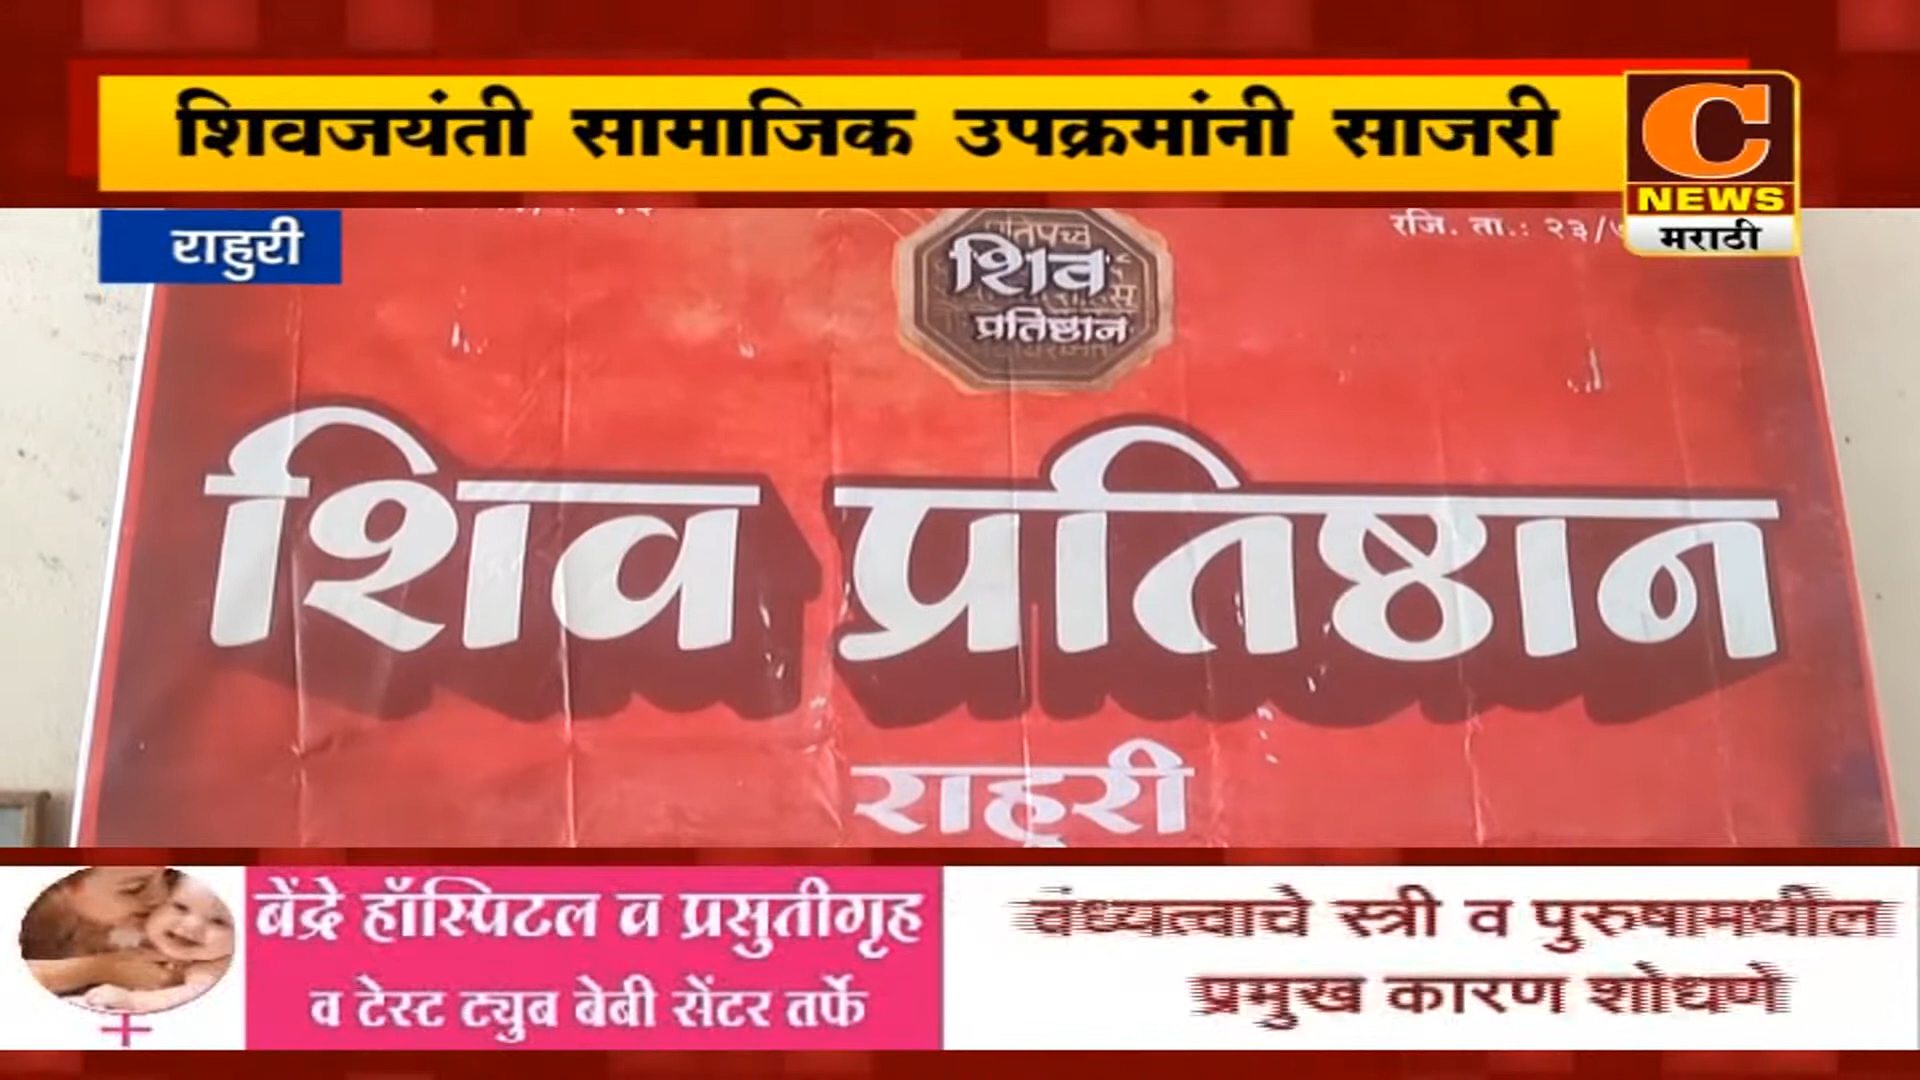 शिवजयंती सामाजिक उपक्रमांनी साजरी
C
NEWS
मराठी
राहुरी
रजि. ता.: २३/
शिव
प्रतिष्ठान
शिव प्रतिष्ठान
राहुरी
बेंद्रे हॉस्पिटल व प्रसुतीगृह
व टेस्ट ट्युब बेबी सेंटर तर्फे
वंध्यत्वाचे स्त्री व पुरुषामधील
प्रमुख कारण शोधणे